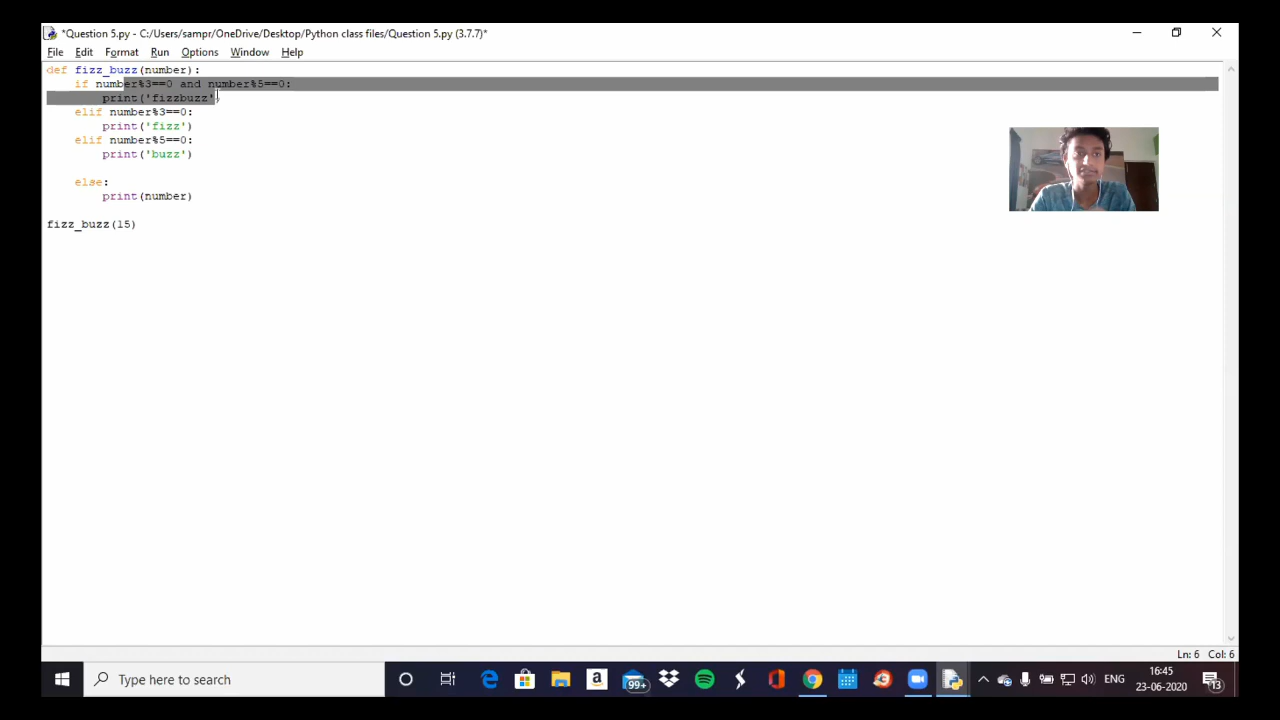 *Question 5.py - C:/Users/sampr/OneDrive/Desktop/Python class files/Question 5.py (3.7.7)*
File Edit Format Run Options Window Help
def fizz_buzz(number):
if number%3==0 and number%5==0:
print('fizzbuzz')
elif number%3==0:
print('fizz')
elif number%5==0:
print('buzz')
else:
print(number)
fizz_buzz(15)
Ln: 6 Col: 6
Type here to search
99+
ENG
16:45
23-06-2020
13